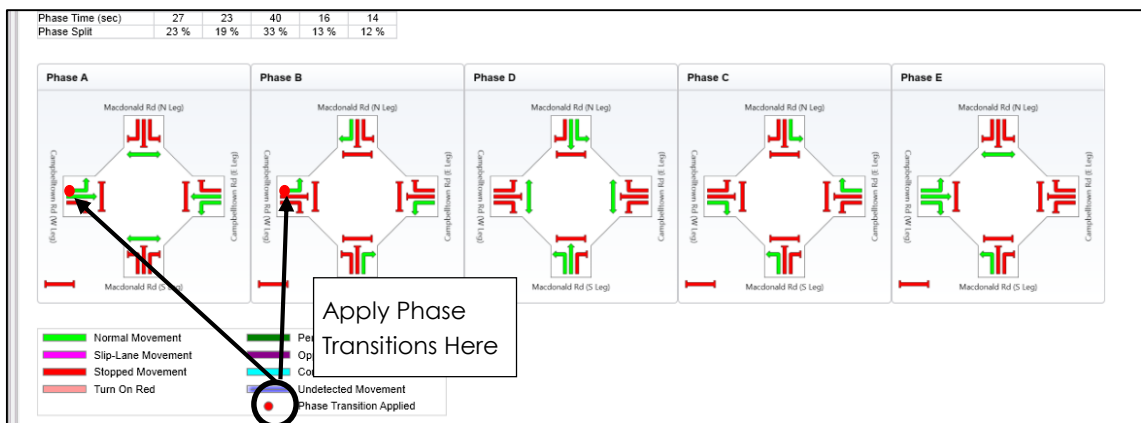 Phase Time (sec) 27 23 40 16 14
Phase Split 23 % 19 % 33 % 13 % 12 %
Phase A Phase B Phase D Phase C Phase E
Macdonald Rd (N Leg) Macdonald Rd (N Leg) Macdonald Rd (N Leg) Macdonald Rd (N Leg) Macdonald Rd (N Leg)
Campbelltown Rd (W Leg) Campbelltown Rd (E Leg) Campbelltown Rd (W Leg) Campbelltown Rd (E Leg) Campbelltown Rd (W Leg) Campbelltown Rd (E Leg) Campbelltown Rd (W Leg) Campbelltown Rd (E Leg) Campbelltown Rd (W Leg) Campbelltown Rd (E Leg)
Macdonald Rd (S Leg) Macdonald Rd (S Leg) Macdonald Rd (S Leg) Macdonald Rd (S Leg) Macdonald Rd (S Leg)
Apply Phase
Transitions Here
Normal Movement
Slip-Lane Movement
Stopped Movement
Turn On Red
Undetected Movement
Phase Transition Applied